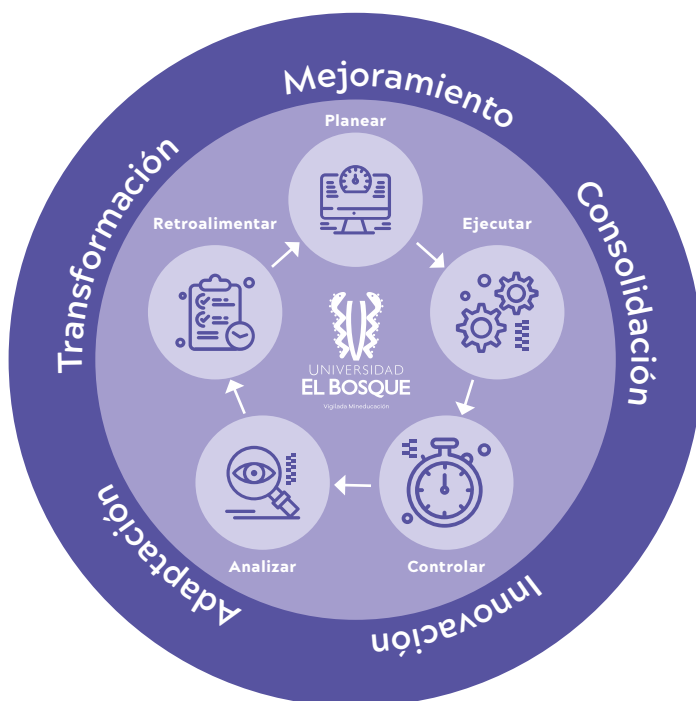 Mejoramiento
Consolidación
Innovación
Adaptación
Transformación
Planear
Ejecutar
Controlar
Analizar
Retroalimentar
UNIVERSIDAD
EL BOSQUE
Vigilada Mineducación